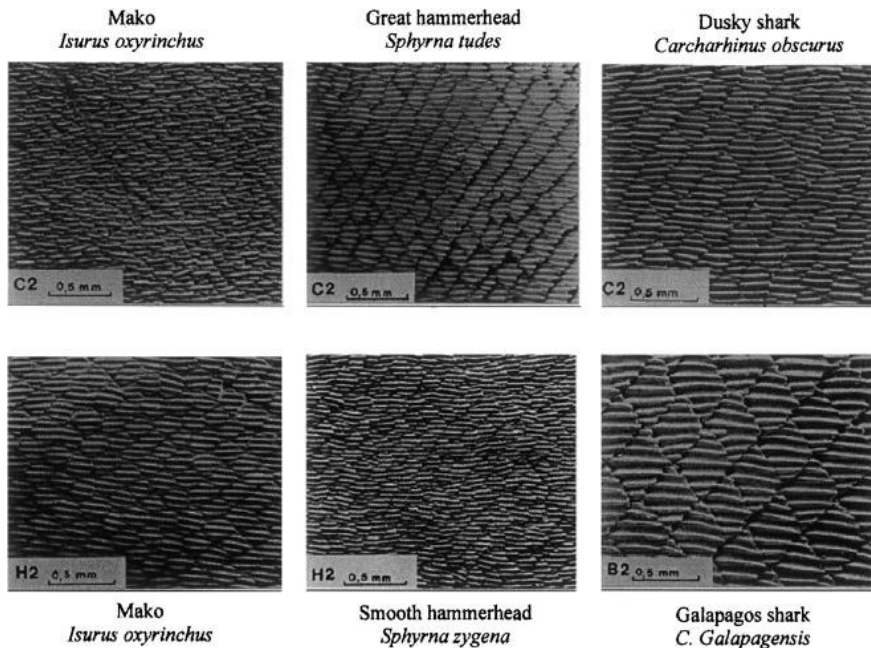 Mako
Isurus oxyrinchus
Great hammerhead
Sphyrna tudes
Dusky shark
Carcharhinus obscurus
C2 0,5 mm
C2 0,5 mm
C2 0,5 mm
H2 0,5 mm
H2 0,5 mm
B2 0,5 mm
Mako
Isurus oxyrinchus
Smooth hammerhead
Sphyrna zygena
Galapagos shark
C. Galapagensis